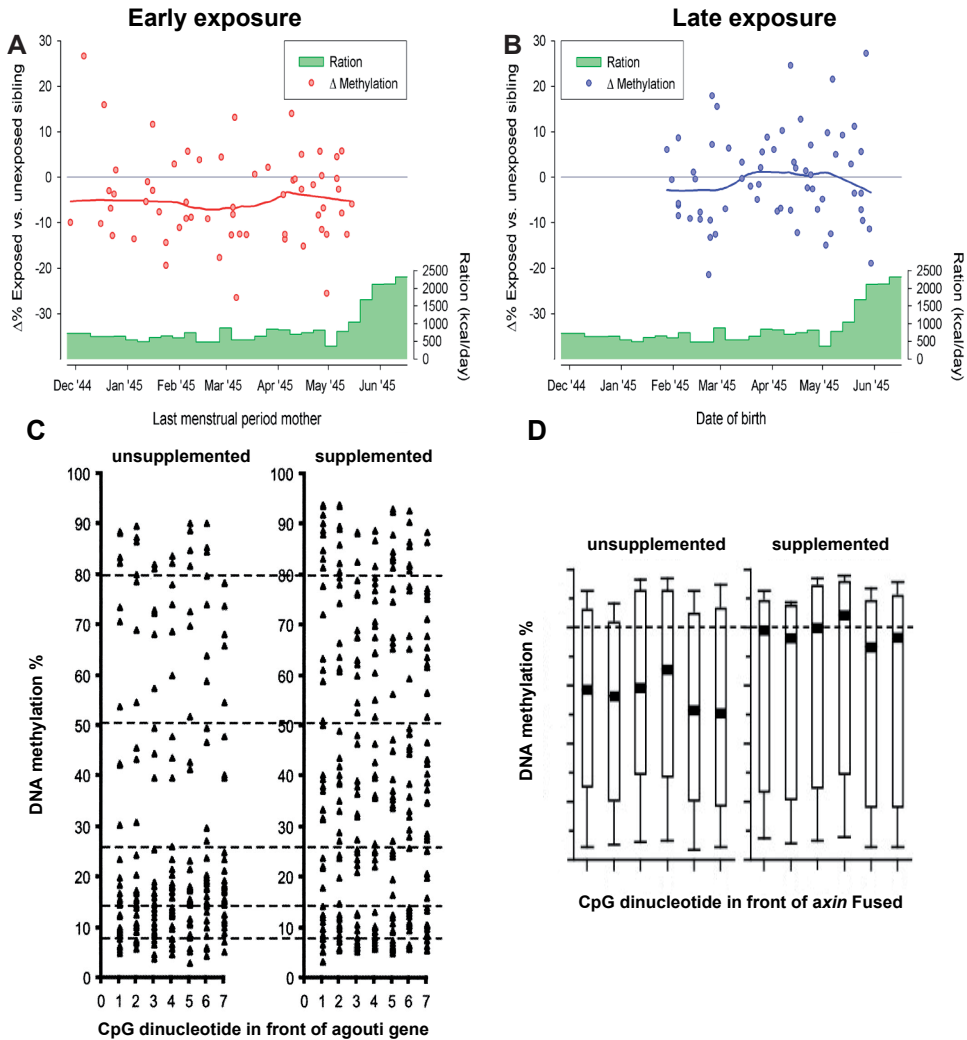 Early exposure
A
30
20
10
0
-10
-20
-30
Δ% Exposed vs. unexposed sibling
Ration
Δ Methylation
2500
2000
1500
1000
500
0
Ration (kcal/day)
Dec '44
Jan '45
Feb '45
Mar '45
Apr '45
May '45
Jun '45
Last menstrual period mother
Late exposure
B
30
20
10
0
-10
-20
-30
Δ% Exposed vs. unexposed sibling
Ration
Δ Methylation
2500
2000
1500
1000
500
0
Ration (kcal/day)
Dec '44
Jan '45
Feb '45
Mar '45
Apr '45
May '45
Jun '45
Date of birth
C
unsupplemented
supplemented
100
90
80
70
60
50
40
30
20
10
0
DNA methylation %
100
90
80
70
60
50
40
30
20
10
0
0 1 2 3 4 5 6 7
0 1 2 3 4 5 6 7
CpG dinucleotide in front of agouti gene
D
unsupplemented
supplemented
DNA methylation %
CpG dinucleotide in front of axin Fused